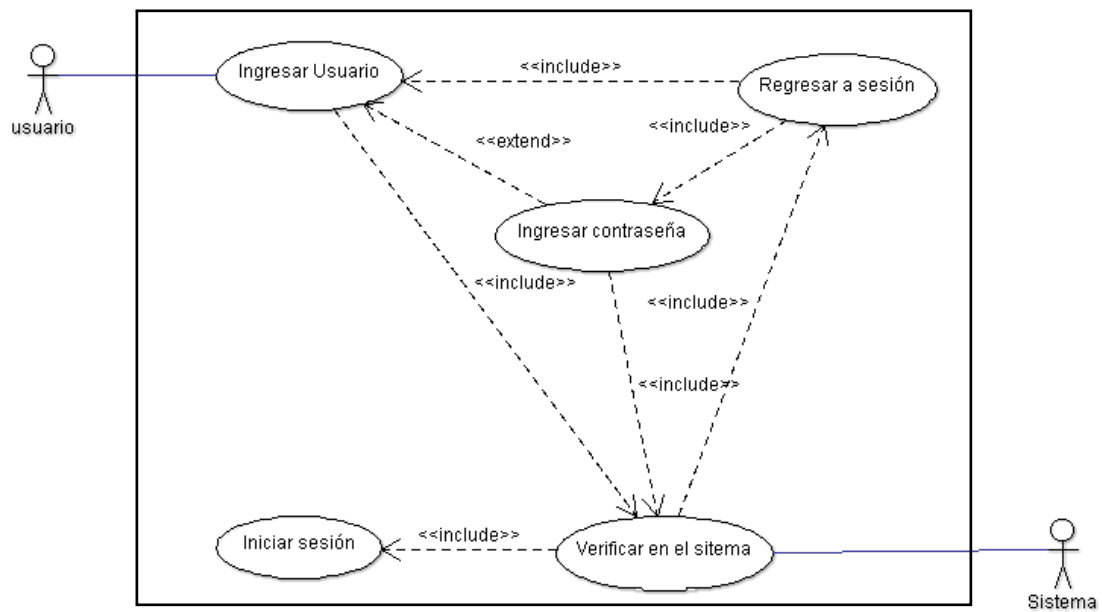 Ingresar Usuario
<<include>>
Regresar a sesión
usuario
<<include>>
<<extend>>
Ingresar contraseña
<<include>>
<<include>>
<<include>>
Iniciar sesión
<<include>>
Verificar en el sitema
Sistema